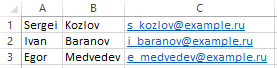 A B C
1 Sergei Kozlov s_kozlov@example.ru
2 Ivan Baranov i_baranov@example.ru
3 Egor Medvedev e_medvedev@example.ru